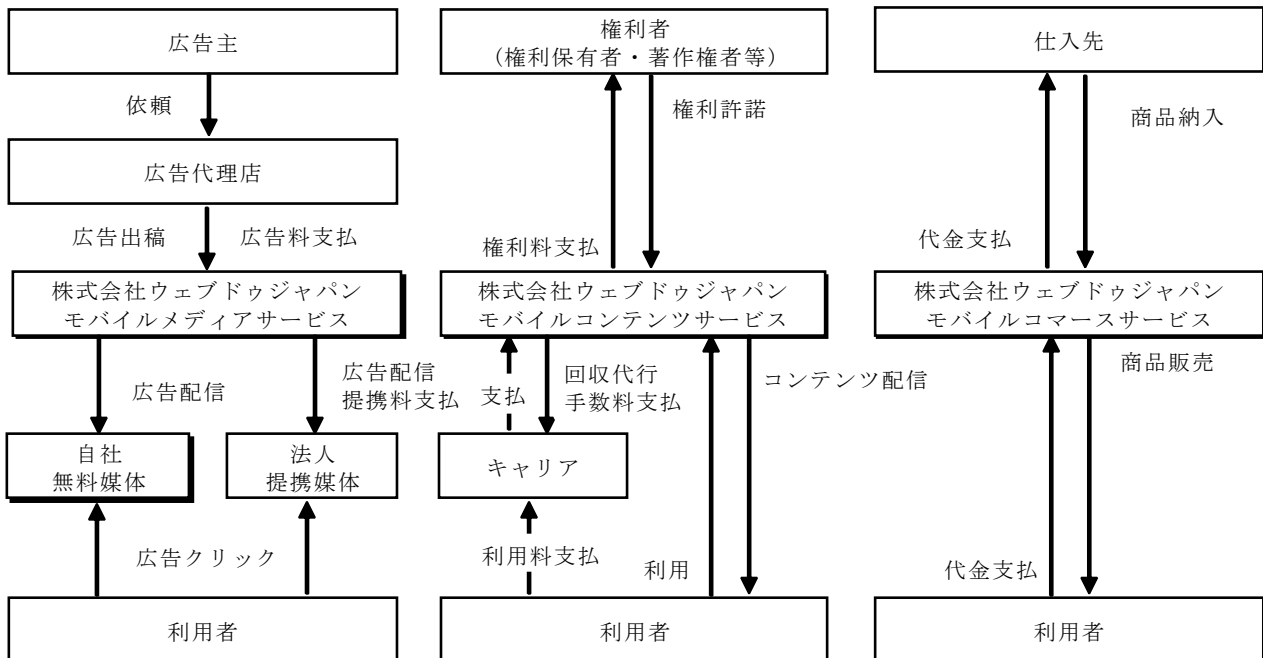 広告主
依頼
広告代理店
広告出稿
広告料支払
株式会社ウェブドゥジャパン
モバイルメディアサービス
広告配信
広告配信
提携料支払
自社
無料媒体
法人
提携媒体
広告クリック
利用者
権利者
(権利保有者・著作権者等)
権利許諾
権利料支払
株式会社ウェブドゥジャパン
モバイルコンテンツサービス
支払
回収代行
手数料支払
コンテンツ配信
キャリア
利用料支払
利用
利用者
仕入先
商品納入
代金支払
株式会社ウェブドゥジャパン
モバイルコマースサービス
商品販売
代金支払
利用者